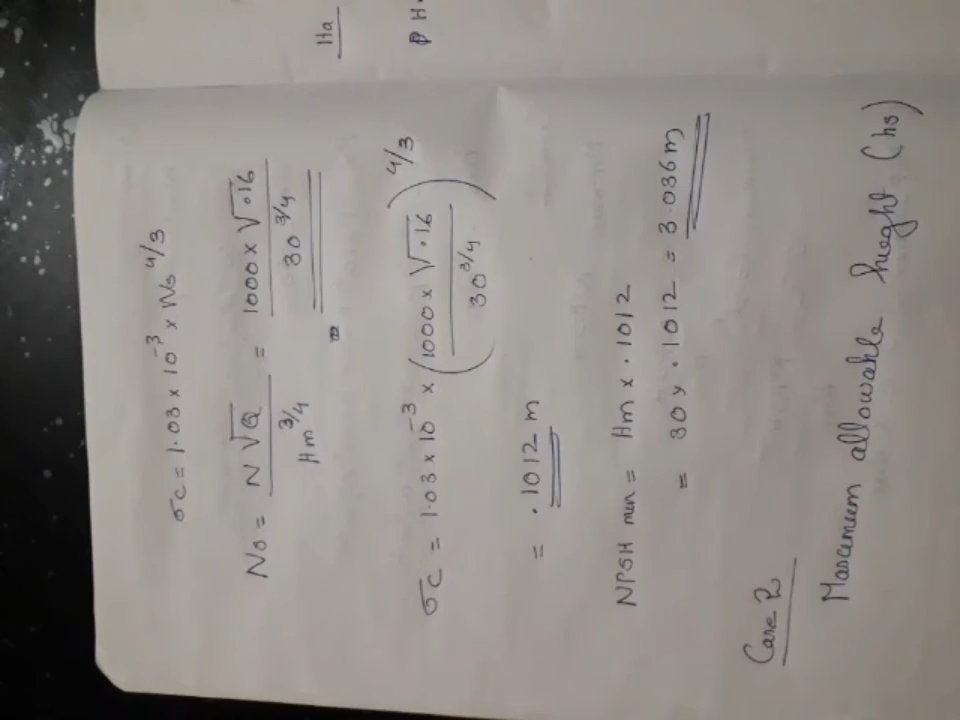 σc = 1.03 x 10⁻³ x Ns^4/3
Ns = N√Q / Hm^3/4 = 1000 x √.16 / 30^3/4
σc = 1.03 x 10⁻³ x (1000 x √.16 / 30^3/4)^4/3
= .1012 m
NPSH min = Hm x .1012
= 30 x .1012 = 3.036m
Case 2
Maximum allowable height (hs)
Ha